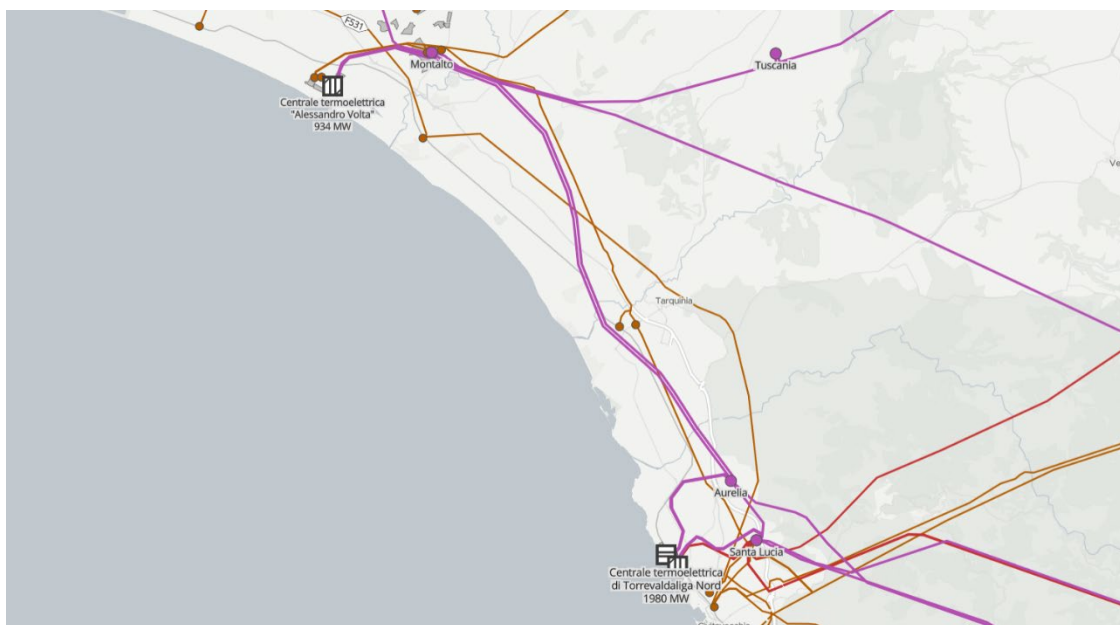 FS31
Montalto
Tuscania
Centrale termoelettrica
"Alessandro Volta"
934 MW
Tarquinia
Aurelia
Santa Lucia
Centrale termoelettrica
di Torrevaldaliga Nord
1980 MW